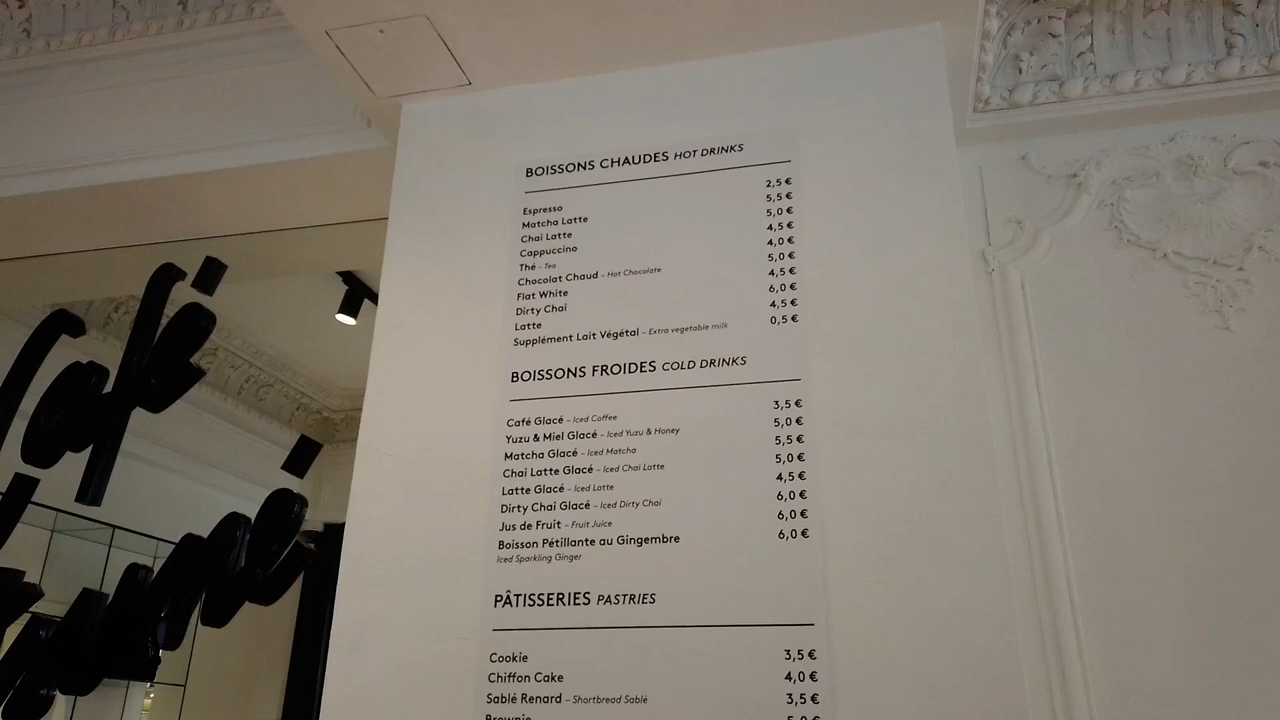 BOISSONS CHAUDES HOT DRINKS
Espresso 2,5 €
Matcha Latte 5,5 €
Chai Latte 5,0 €
Cappuccino 4,5 €
Thé - Tea 4,0 €
Chocolat Chaud - Hot Chocolate 5,0 €
Flat White 4,5 €
Dirty Chai 6,0 €
Latte 4,5 €
Supplément Lait Végétal - Extra vegetable milk 0,5 €
BOISSONS FROIDES COLD DRINKS
Café Glacé - Iced Coffee 3,5 €
Yuzu & Miel Glacé - Iced Yuzu & Honey 5,0 €
Matcha Glacé - Iced Matcha 5,5 €
Chai Latte Glacé - Iced Chai Latte 5,0 €
Latte Glacé - Iced Latte 4,5 €
Dirty Chai Glacé - Iced Dirty Chai 6,0 €
Jus de Fruit - Fruit Juice 6,0 €
Boisson Pétillante au Gingembre 6,0 €
Iced Sparkling Ginger
PÂTISSERIES PASTRIES
Cookie 3,5 €
Chiffon Cake 4,0 €
Sablé Renard - Shortbread Sablé 3,5 €
Brownie 5,0 €